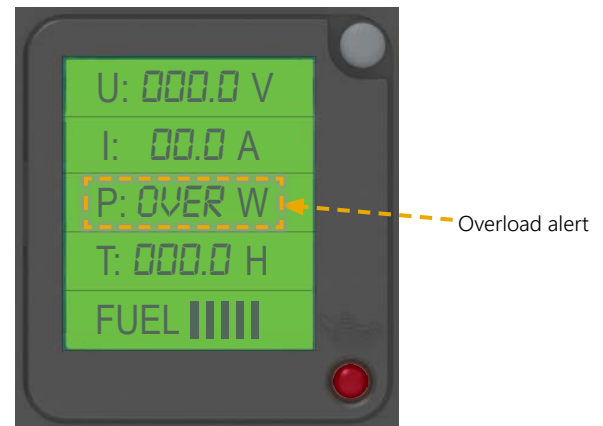 U: 000.0 V
I: 00.0 A
P: OVER W
T: 000.0 H
FUEL
Overload alert